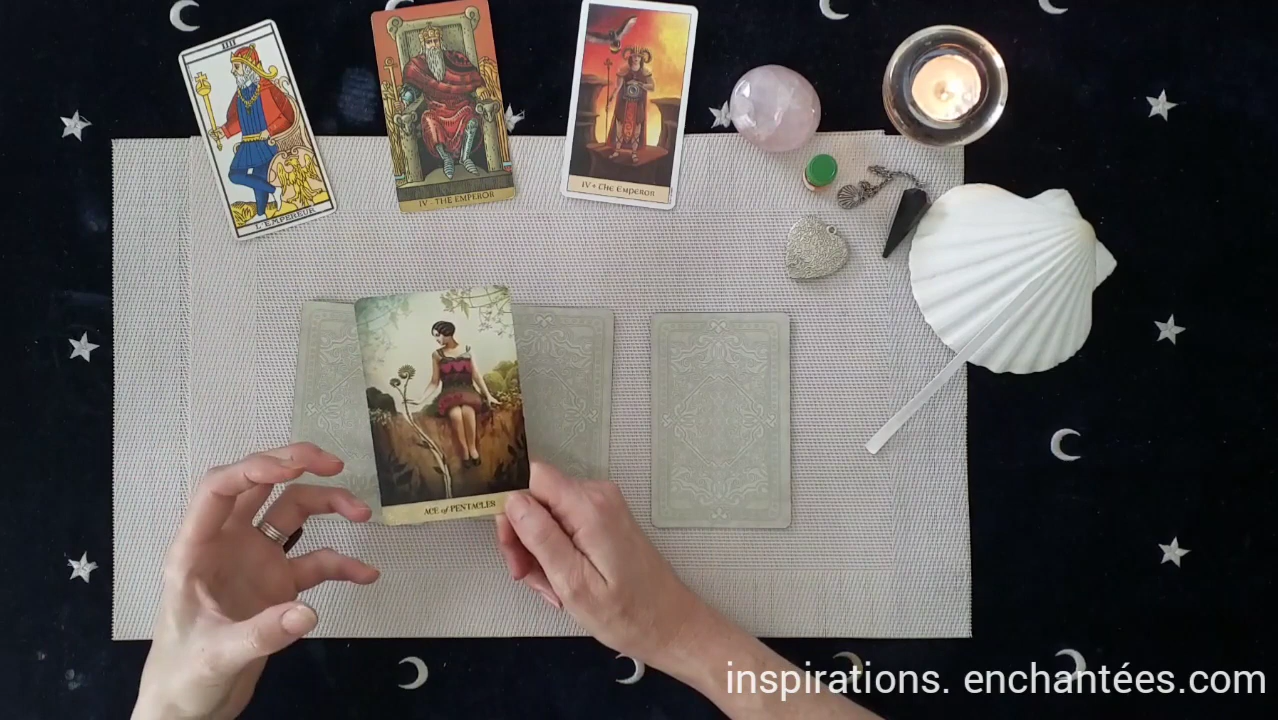 IIII
L'EMPEREUR
IV - THE EMPEROR
IV • THE EMPEROR
ACE of PENTACLES
inspirations. enchantées.com